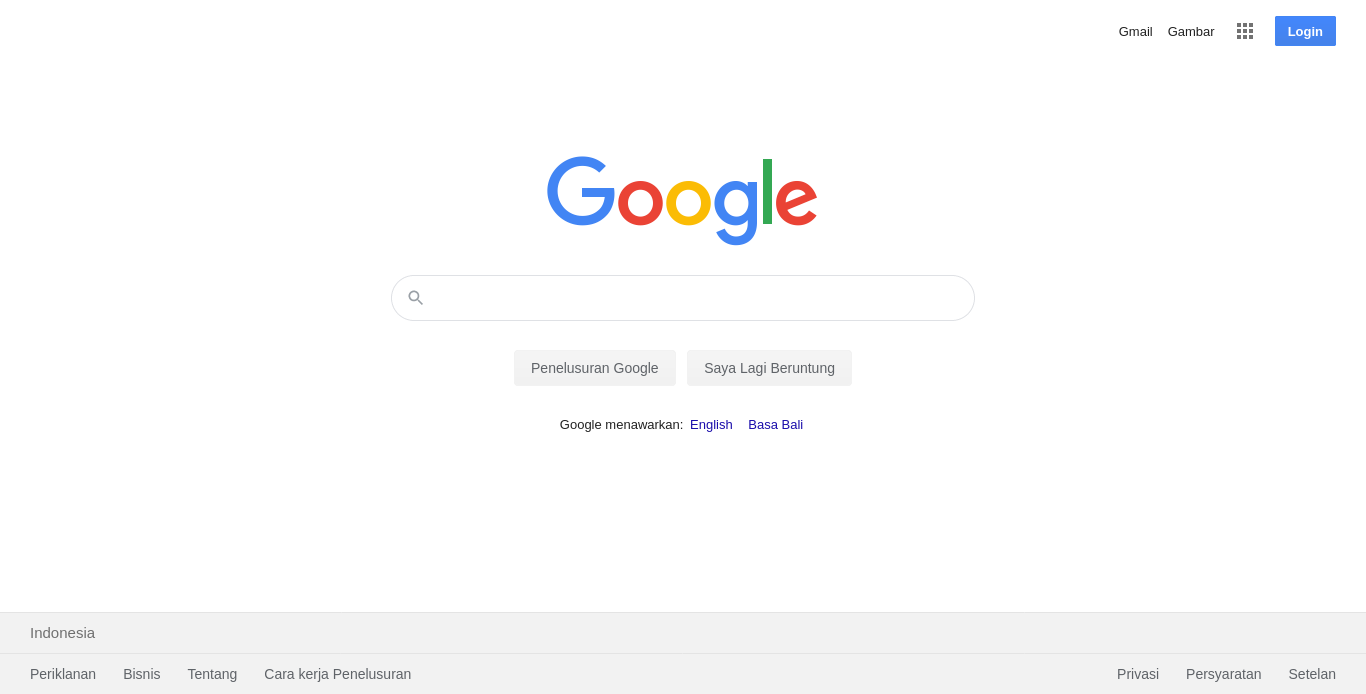 Gmail Gambar Login
Google
Penelusuran Google Saya Lagi Beruntung
Google menawarkan: English Basa Bali
Indonesia
Periklanan Bisnis Tentang Cara kerja Penelusuran Privasi Persyaratan Setelan